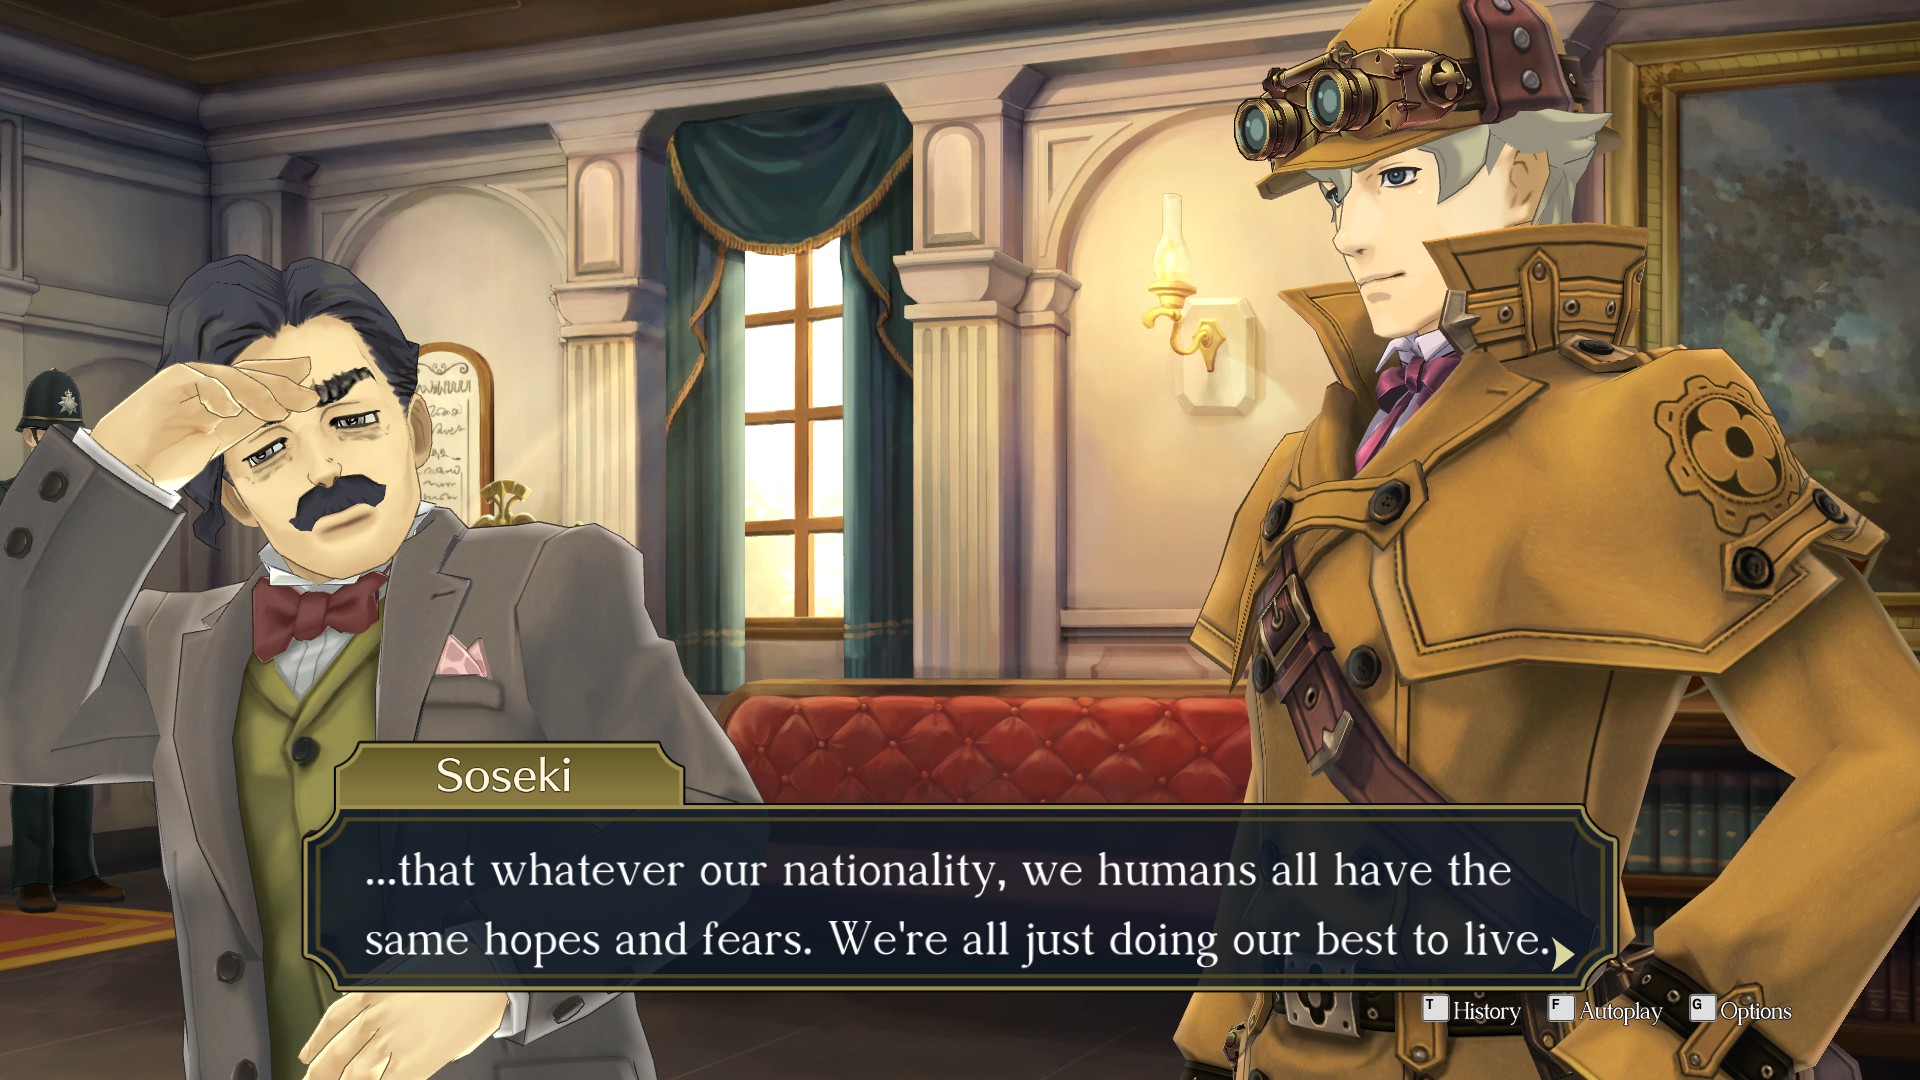 Soseki
...that whatever our nationality, we humans all have the
same hopes and fears. We're all just doing our best to live.
T History F Autoplay G Options